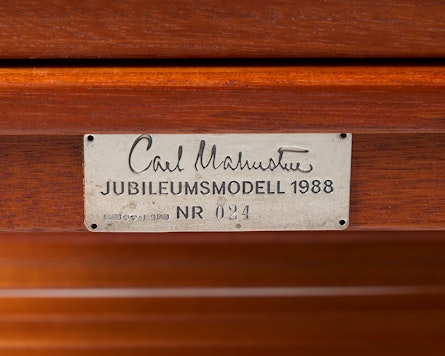 Carl Malmsten
JUBILEUMSMODELL 1988
NR 024